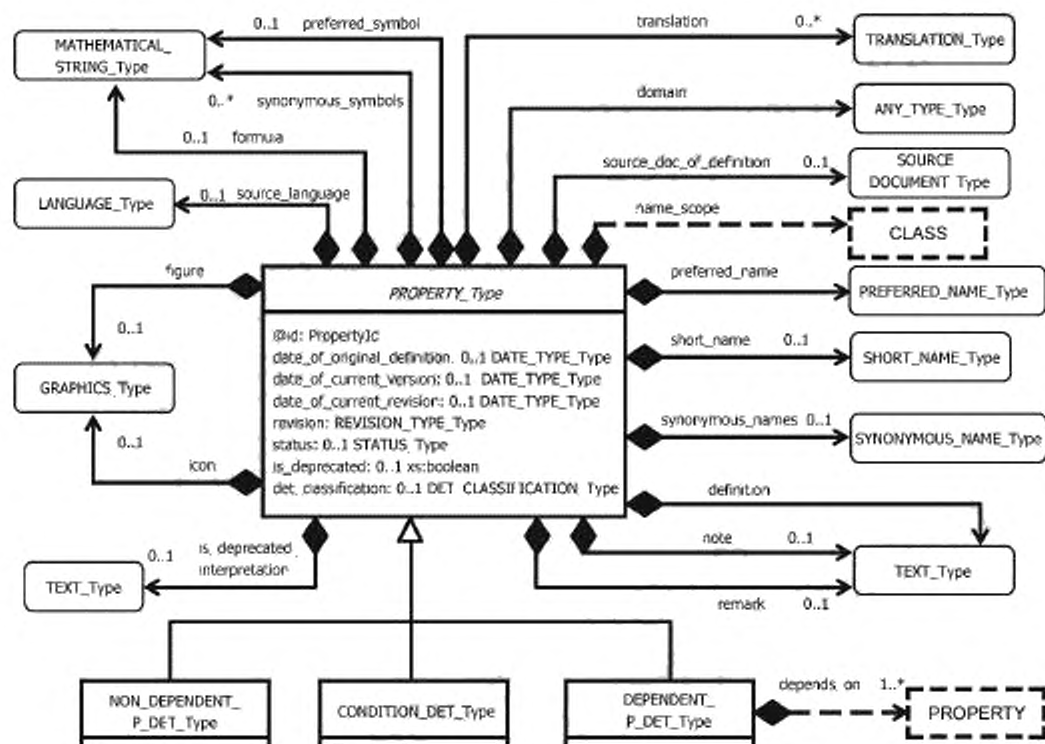 0..1 preferred_symbol
translation 0..*
MATHEMATICAL_
STRING_Type
TRANSLATION_Type
0..* synonymous_symbols
domain
ANY_TYPE_Type
0..1 formula
source_doc_of_definition 0..1
SOURCE
DOCUMENT_Type
LANGUAGE_Type
0..1 source_language
name_scope
CLASS
figure
0..1
PROPERTY_Type
preferred_name
PREFERRED_NAME_Type
@id: PropertyId
date_of_original_definition. 0..1 DATE_TYPE_Type
date_of_current_version: 0..1 DATE_TYPE_Type
date_of_current_revision: 0..1 DATE_TYPE_Type
revision: REVISION_TYPE_Type
status: 0..1 STATUS_Type
is_deprecated: 0..1 xs:boolean
det_classification: 0..1 DET_CLASSIFICATION_Type
short_name 0..1
SHORT_NAME_Type
GRAPHICS_Type
0..1
icon
synonymous_names 0..1
SYNONYMOUS_NAME_Type
definition
note 0..1
TEXT_Type
remark 0..1
0..1 is_deprecated_
interpretation
TEXT_Type
NON_DEPENDENT_
P_DET_Type
CONDITION_DET_Type
DEPENDENT_
P_DET_Type
depends_on 1..*
PROPERTY